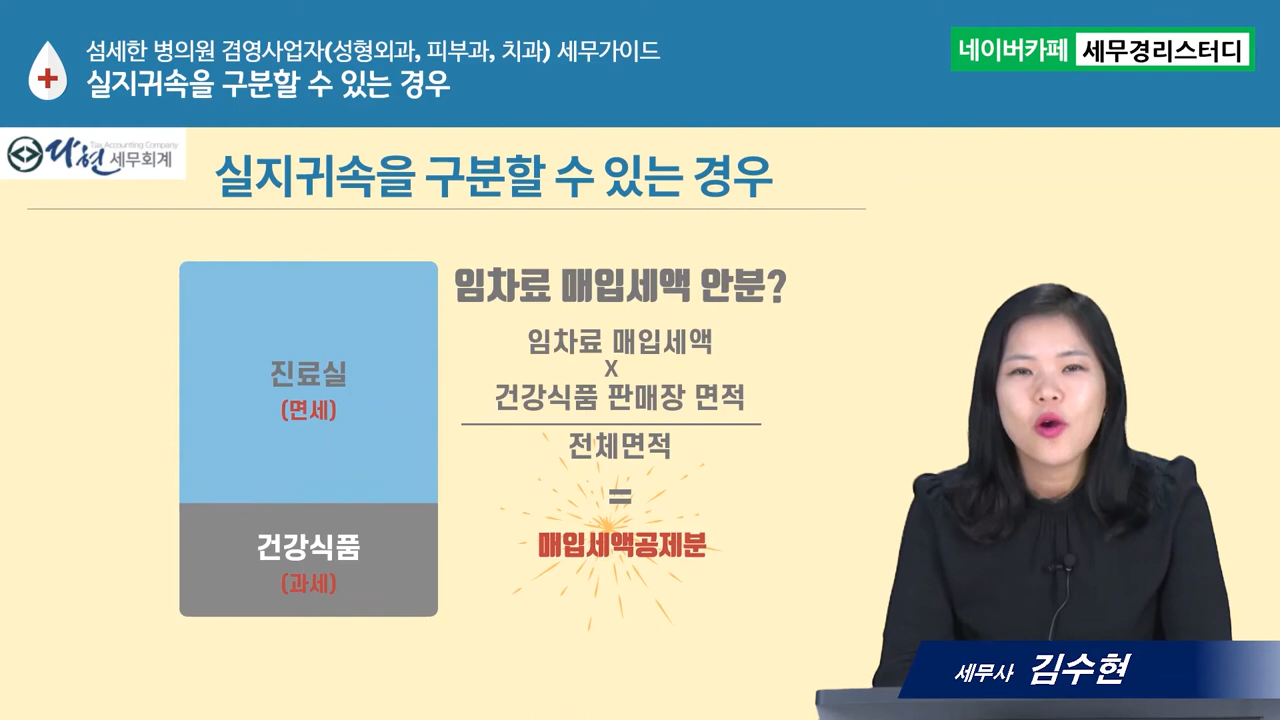 섬세한 병의원 겸영사업자(성형외과, 피부과, 치과) 세무가이드
실지귀속을 구분할 수 있는 경우
네이버카페 세무경리스터디
Tax Accounting Company
다현 세무회계
실지귀속을 구분할 수 있는 경우
진료실
(면세)
건강식품
(과세)
임차료 매입세액 안분?
임차료 매입세액
X
건강식품 판매장 면적
전체면적
=
매입세액공제분
세무사 김수현